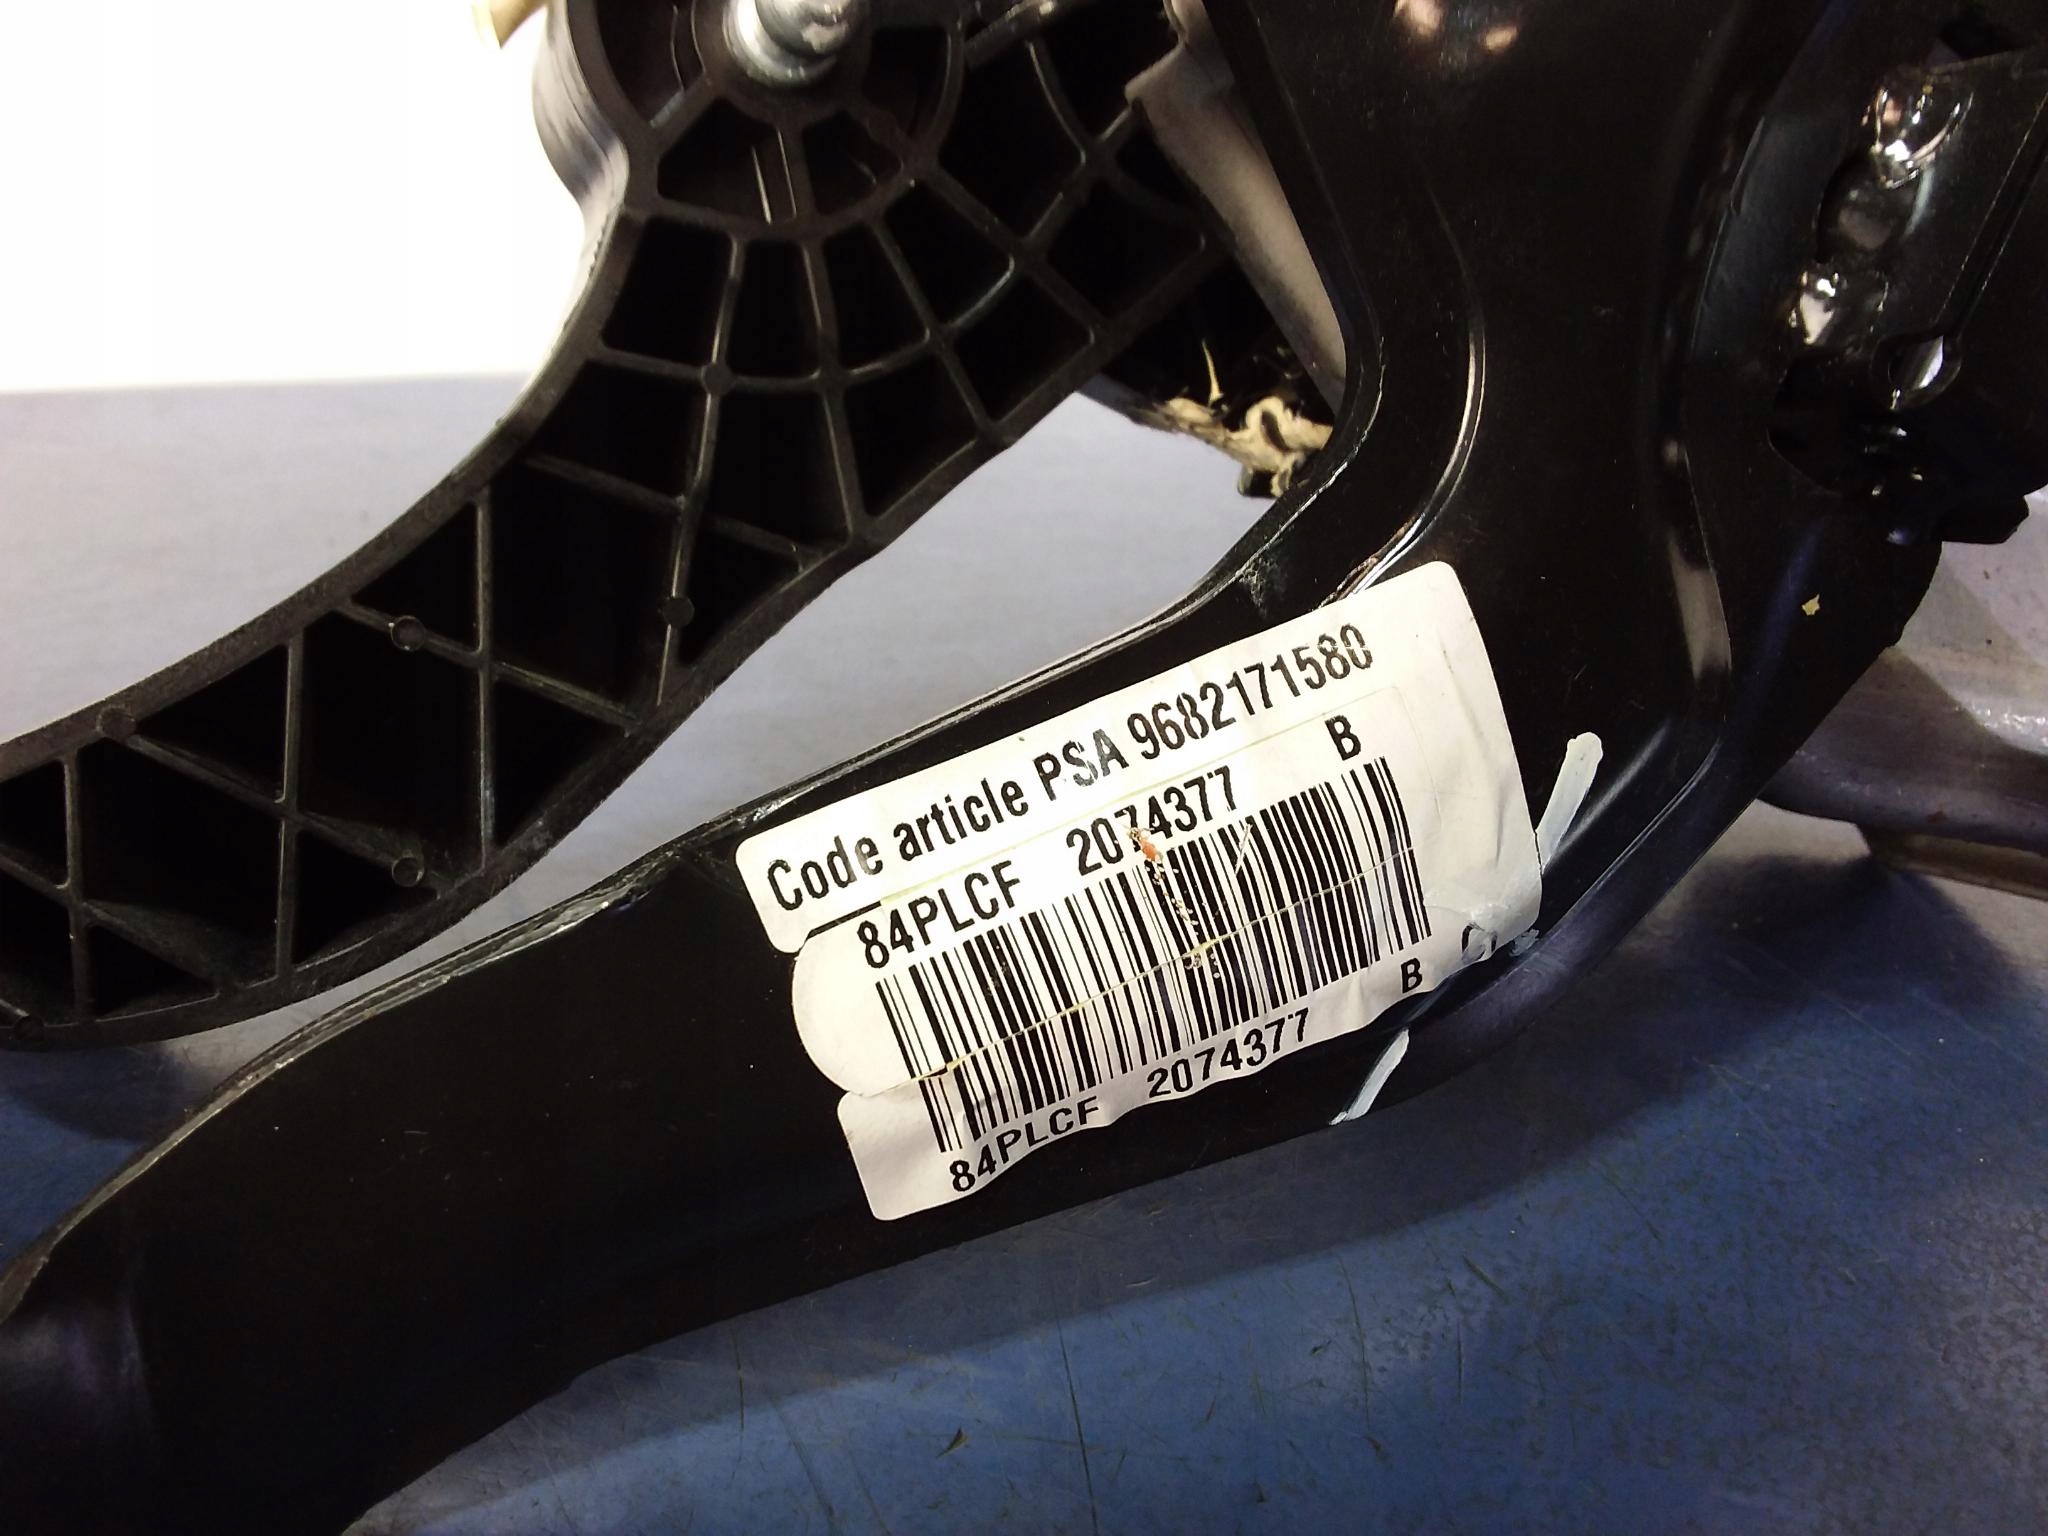 Code article PSA 9682171580
84PLCF 2074377 B
84PLCF 2074377 B